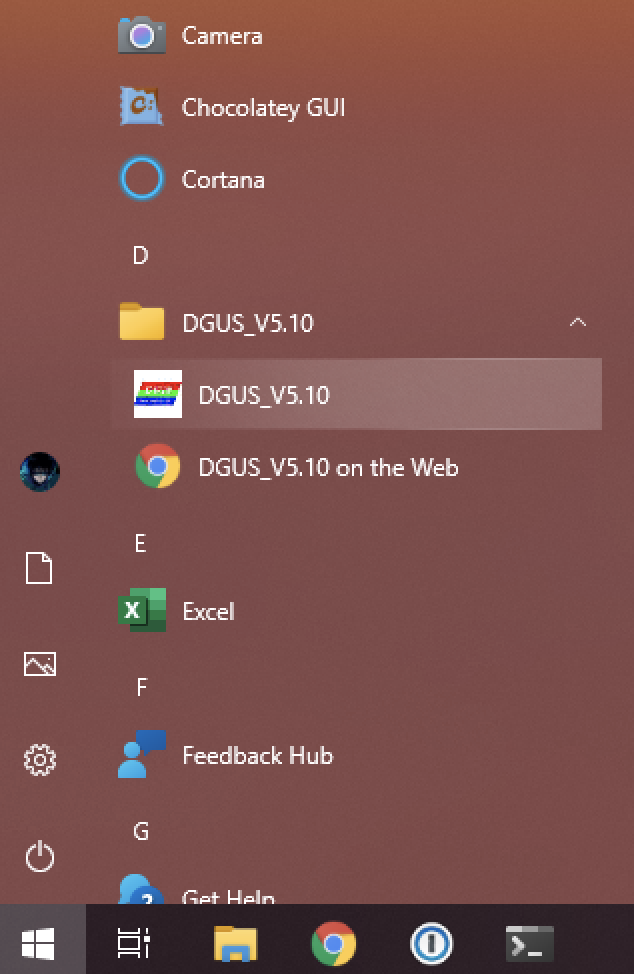 Camera
Chocolatey GUI
Cortana
D
DGUS_V5.10
DGUS_V5.10
DGUS_V5.10 on the Web
E
Excel
F
Feedback Hub
G
Get Help